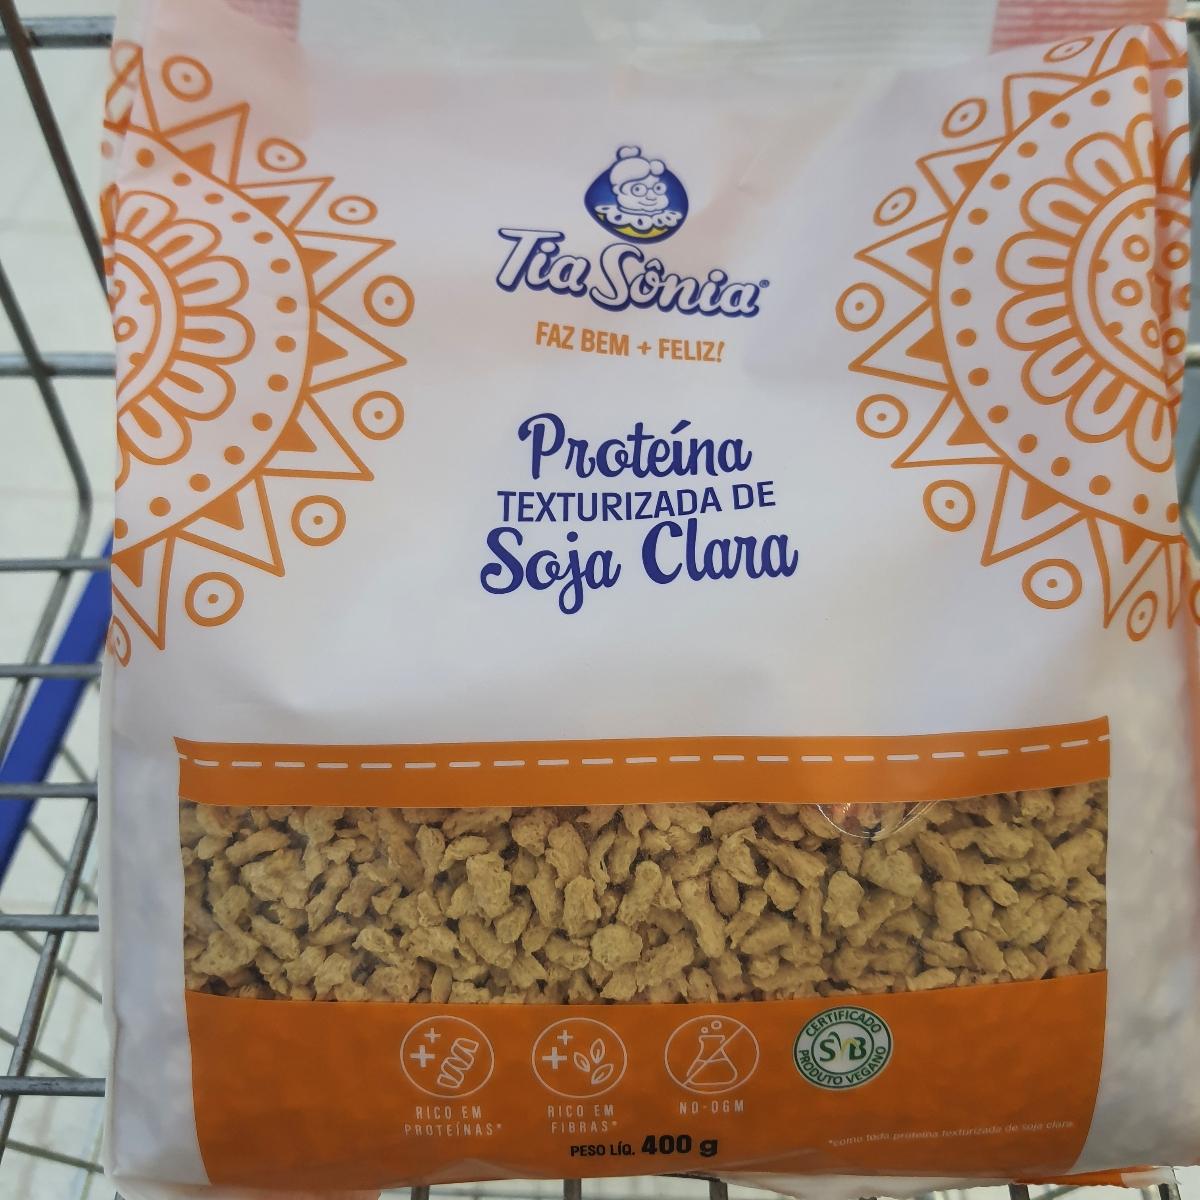 Tia Sônia®
FAZ BEM + FELIZ!
Proteína
TEXTURIZADA DE
Soja Clara
RICO EM
PROTEÍNAS*
RICO EM
FIBRAS*
NO-OGM
CERTIFICADO
SVB
PRODUTO VEGANO
PESO LÍQ. 400 g
*como toda proteína texturizada de soja clara.